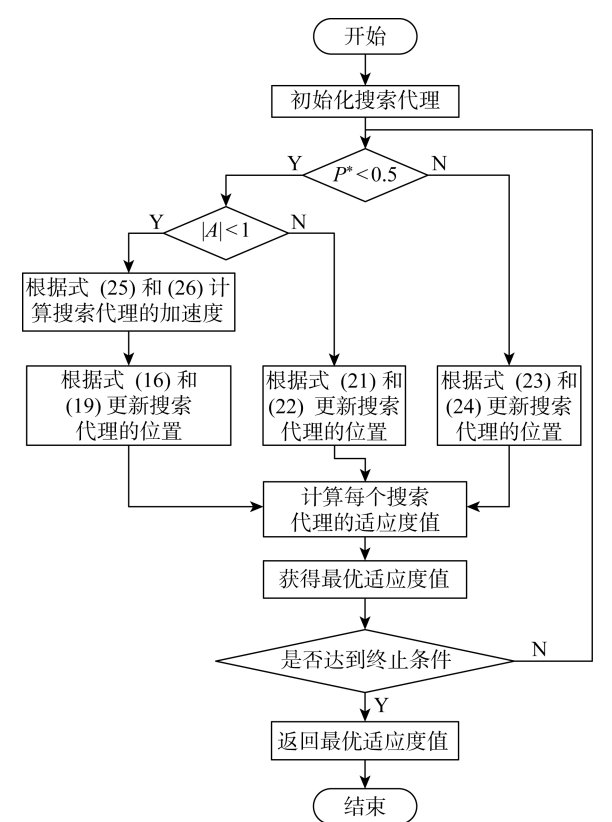 开始
初始化搜索代理
Y
P*<0.5
N
Y
|A|<1
N
根据式 (25) 和 (26) 计
算搜索代理的加速度
根据式 (16) 和
(19) 更新搜索
代理的位置
根据式 (21) 和
(22) 更新搜索
代理的位置
根据式 (23) 和
(24) 更新搜索
代理的位置
计算每个搜索
代理的适应度值
获得最优适应度值
是否达到终止条件
N
Y
返回最优适应度值
结束